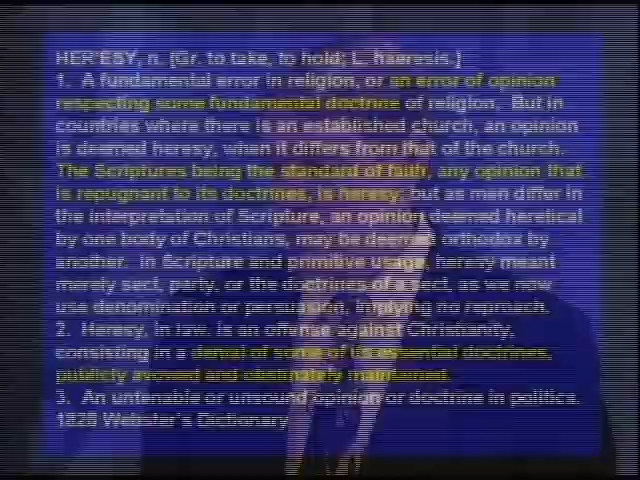 HER'ESY, n. [Gr. to take, to hold; L. haeresis.]
1. A fundamental error in religion, or an error of opinion
respecting some fundamental doctrine of religion. But in
countries where there is an established church, an opinion
is deemed heresy, when it differs from that of the church.
The Scriptures being the standard of faith, any opinion that
is repugnant to its doctrines, is heresy; but as men differ in
the interpretation of Scripture, an opinion deemed heretical
by one body of Christians, may be deemed orthodox by
another. In Scripture and primitive usage, heresy meant
merely sect, party, or the doctrines of a sect, as we now
use denomination or persuasion, implying no reproach.
2. Heresy, in law, is an offense against Christianity,
consisting in a denial of some of its essential doctrines,
publicly avowed and obstinately maintained.
3. An untenable or unsound opinion or doctrine in politics.
1828 Webster's Dictionary